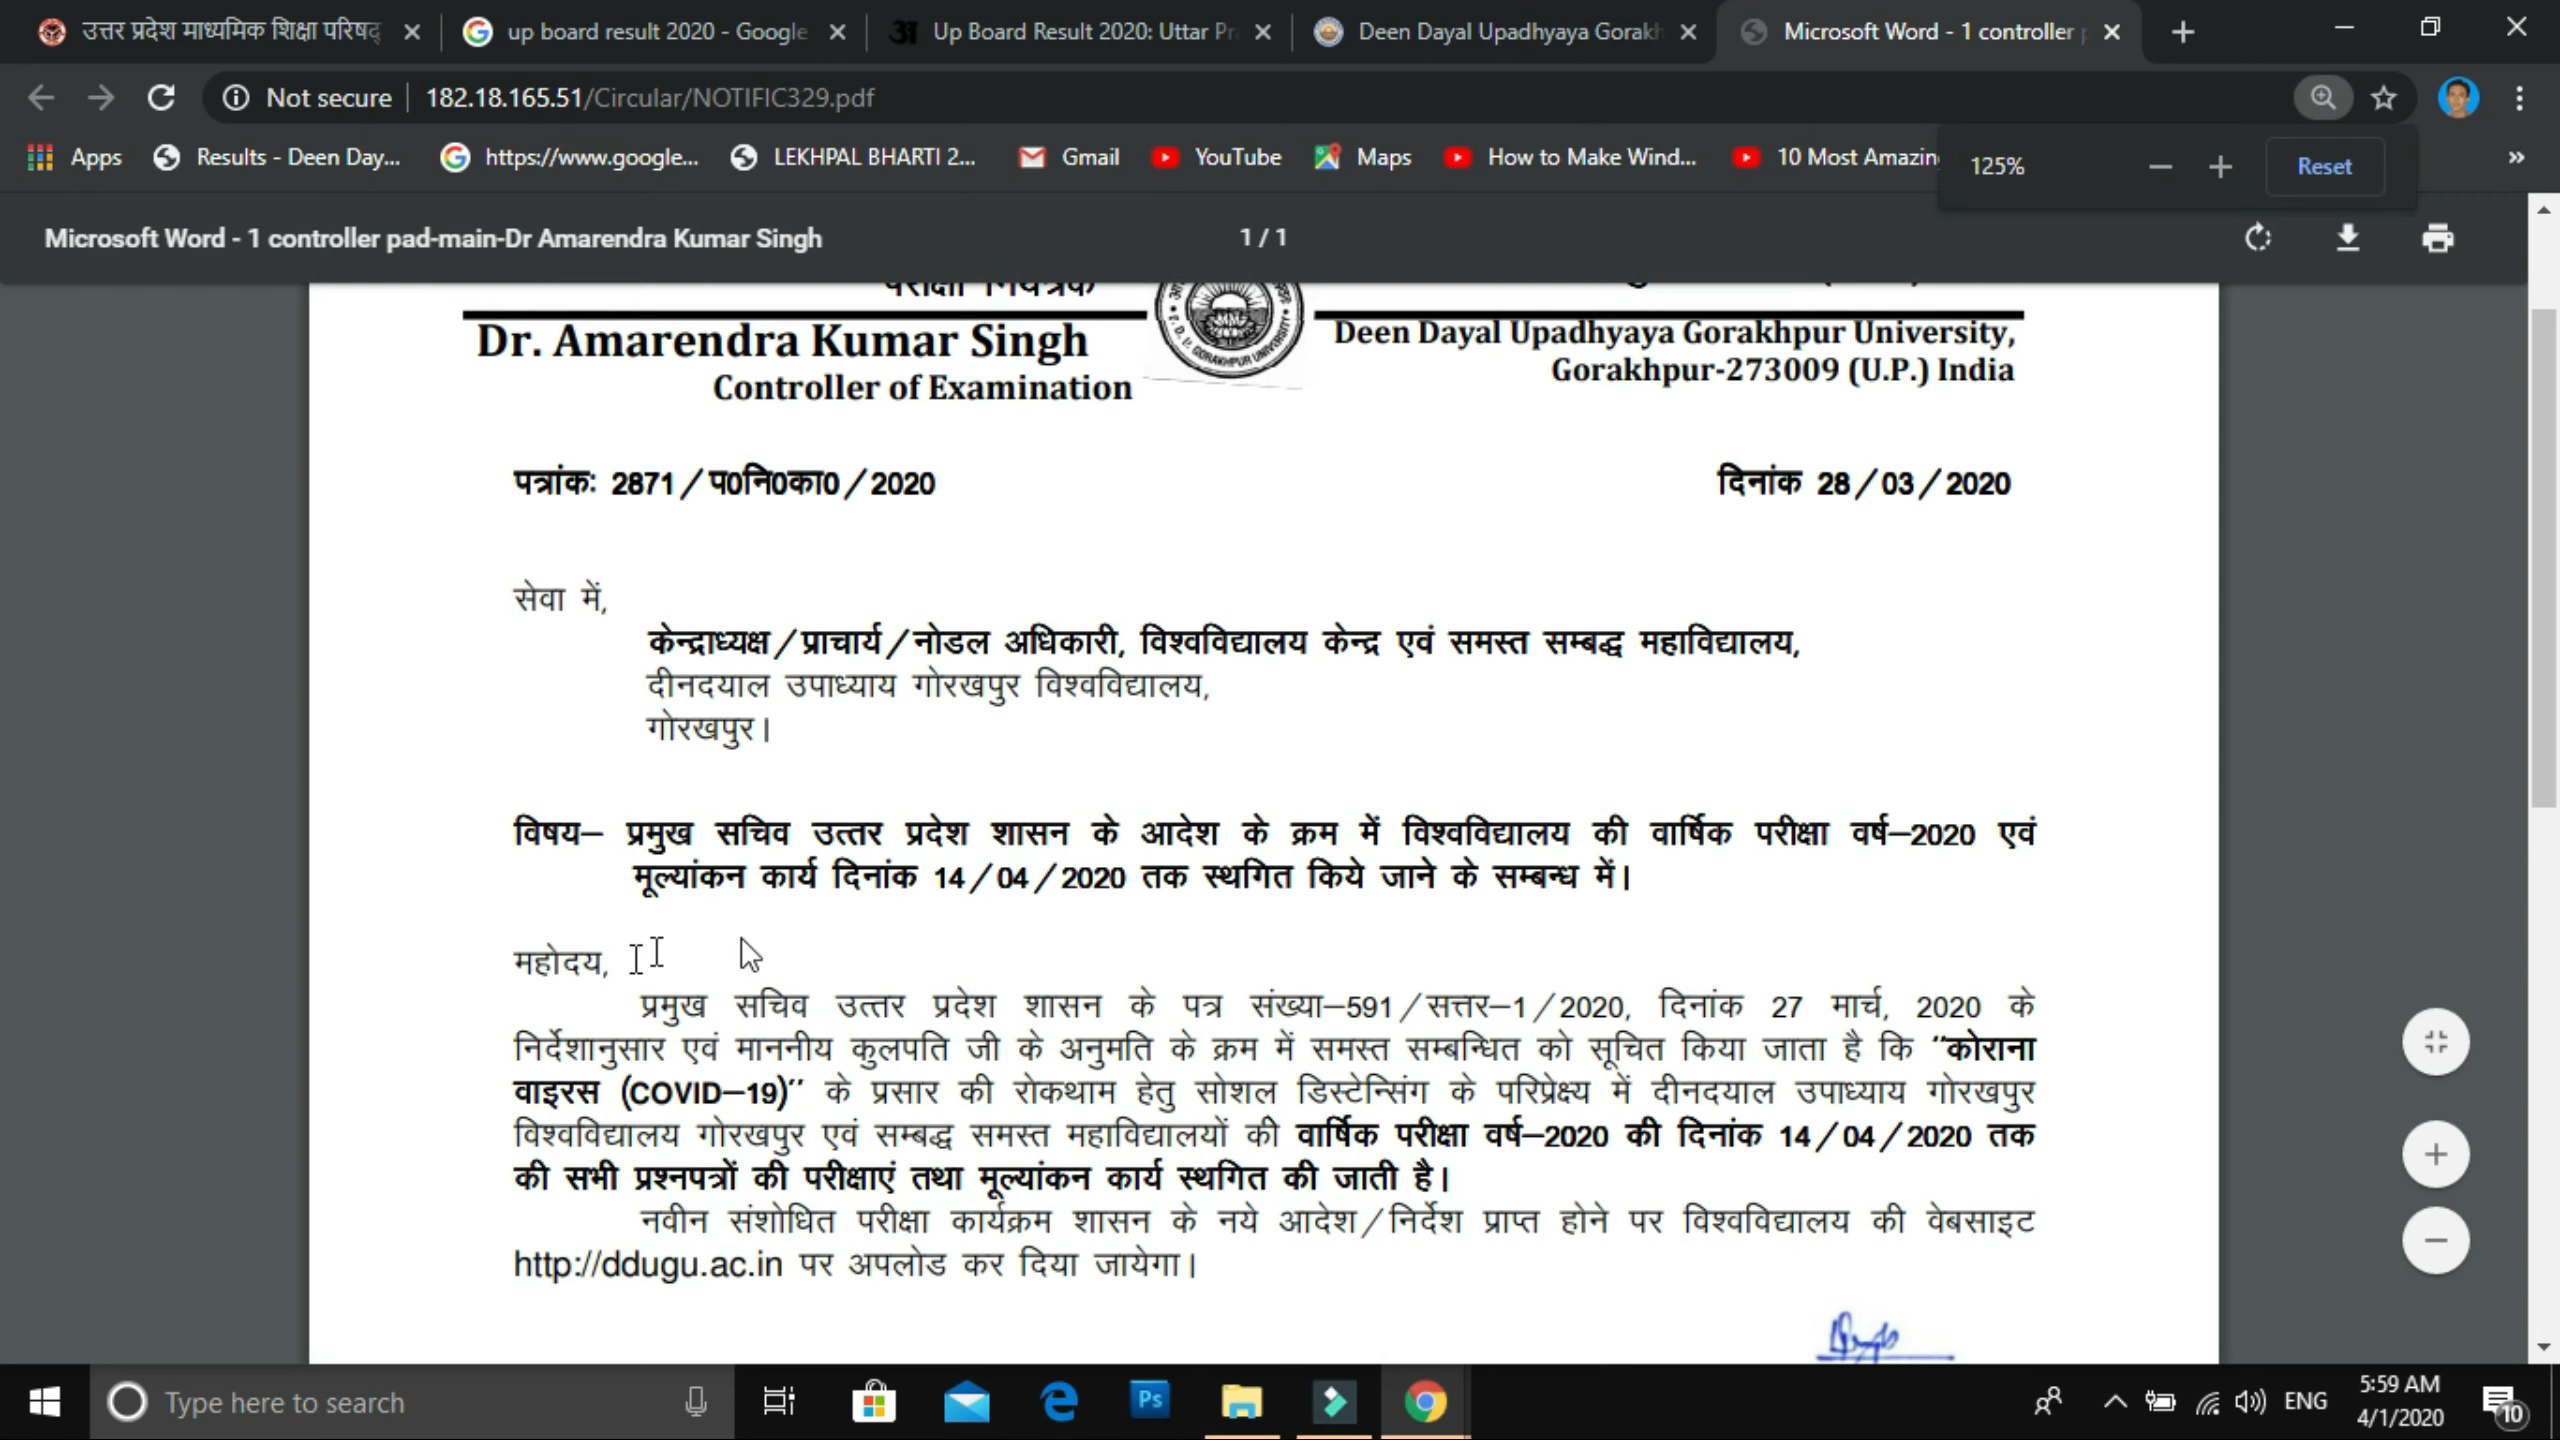 उत्तर प्रदेश माध्यमिक शिक्षा परिषद्
up board result 2020 - Google
Up Board Result 2020: Uttar Pr
Deen Dayal Upadhyaya Gorakh
Microsoft Word - 1 controller p
Not secure
182.18.165.51/Circular/NOTIFIC329.pdf
Apps
Results - Deen Day...
https://www.google...
LEKHPAL BHARTI 2...
Gmail
YouTube
Maps
How to Make Wind...
10 Most Amazin
125%
Reset
Microsoft Word - 1 controller pad-main-Dr Amarendra Kumar Singh
1 / 1
परीक्षा नियंत्रक
Dr. Amarendra Kumar Singh
Controller of Examination
GORAKHPUR UNIVERSITY
Deen Dayal Upadhyaya Gorakhpur University,
Gorakhpur-273009 (U.P.) India
पत्रांकः 2871/प0नि0का0/2020
दिनांक 28/03/2020
सेवा में,
केन्द्राध्यक्ष/प्राचार्य/नोडल अधिकारी, विश्वविद्यालय केन्द्र एवं समस्त सम्बद्ध महाविद्यालय,
दीनदयाल उपाध्याय गोरखपुर विश्वविद्यालय,
गोरखपुर।
विषय– प्रमुख सचिव उत्तर प्रदेश शासन के आदेश के क्रम में विश्वविद्यालय की वार्षिक परीक्षा वर्ष–2020 एवं
मूल्यांकन कार्य दिनांक 14/04/2020 तक स्थगित किये जाने के सम्बन्ध में।
महोदय,
प्रमुख सचिव उत्तर प्रदेश शासन के पत्र संख्या–591/सत्तर–1/2020, दिनांक 27 मार्च, 2020 के
निर्देशानुसार एवं माननीय कुलपति जी के अनुमति के क्रम में समस्त सम्बन्धित को सूचित किया जाता है कि "कोराना
वाइरस (COVID–19)" के प्रसार की रोकथाम हेतु सोशल डिस्टेन्सिंग के परिप्रेक्ष्य में दीनदयाल उपाध्याय गोरखपुर
विश्वविद्यालय गोरखपुर एवं सम्बद्ध समस्त महाविद्यालयों की वार्षिक परीक्षा वर्ष–2020 की दिनांक 14/04/2020 तक
की सभी प्रश्नपत्रों की परीक्षाएं तथा मूल्यांकन कार्य स्थगित की जाती है।
नवीन संशोधित परीक्षा कार्यक्रम शासन के नये आदेश/निर्देश प्राप्त होने पर विश्वविद्यालय की वेबसाइट
http://ddugu.ac.in पर अपलोड कर दिया जायेगा।
Type here to search
Ps
ENG
5:59 AM
4/1/2020
10